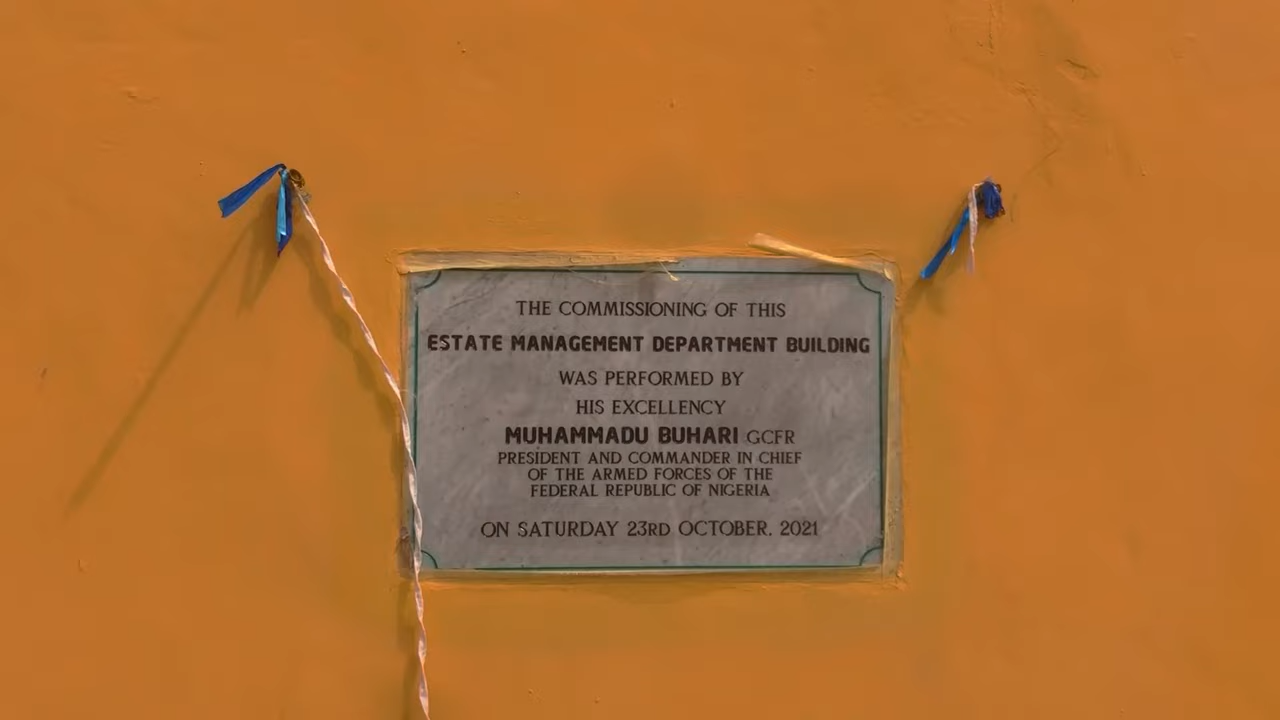 THE COMMISSIONING OF THIS
ESTATE MANAGEMENT DEPARTMENT BUILDING
WAS PERFORMED BY
HIS EXCELLENCY
MUHAMMADU BUHARI GCFR
PRESIDENT AND COMMANDER IN CHIEF
OF THE ARMED FORCES OF THE
FEDERAL REPUBLIC OF NIGERIA
ON SATURDAY 23RD OCTOBER, 2021